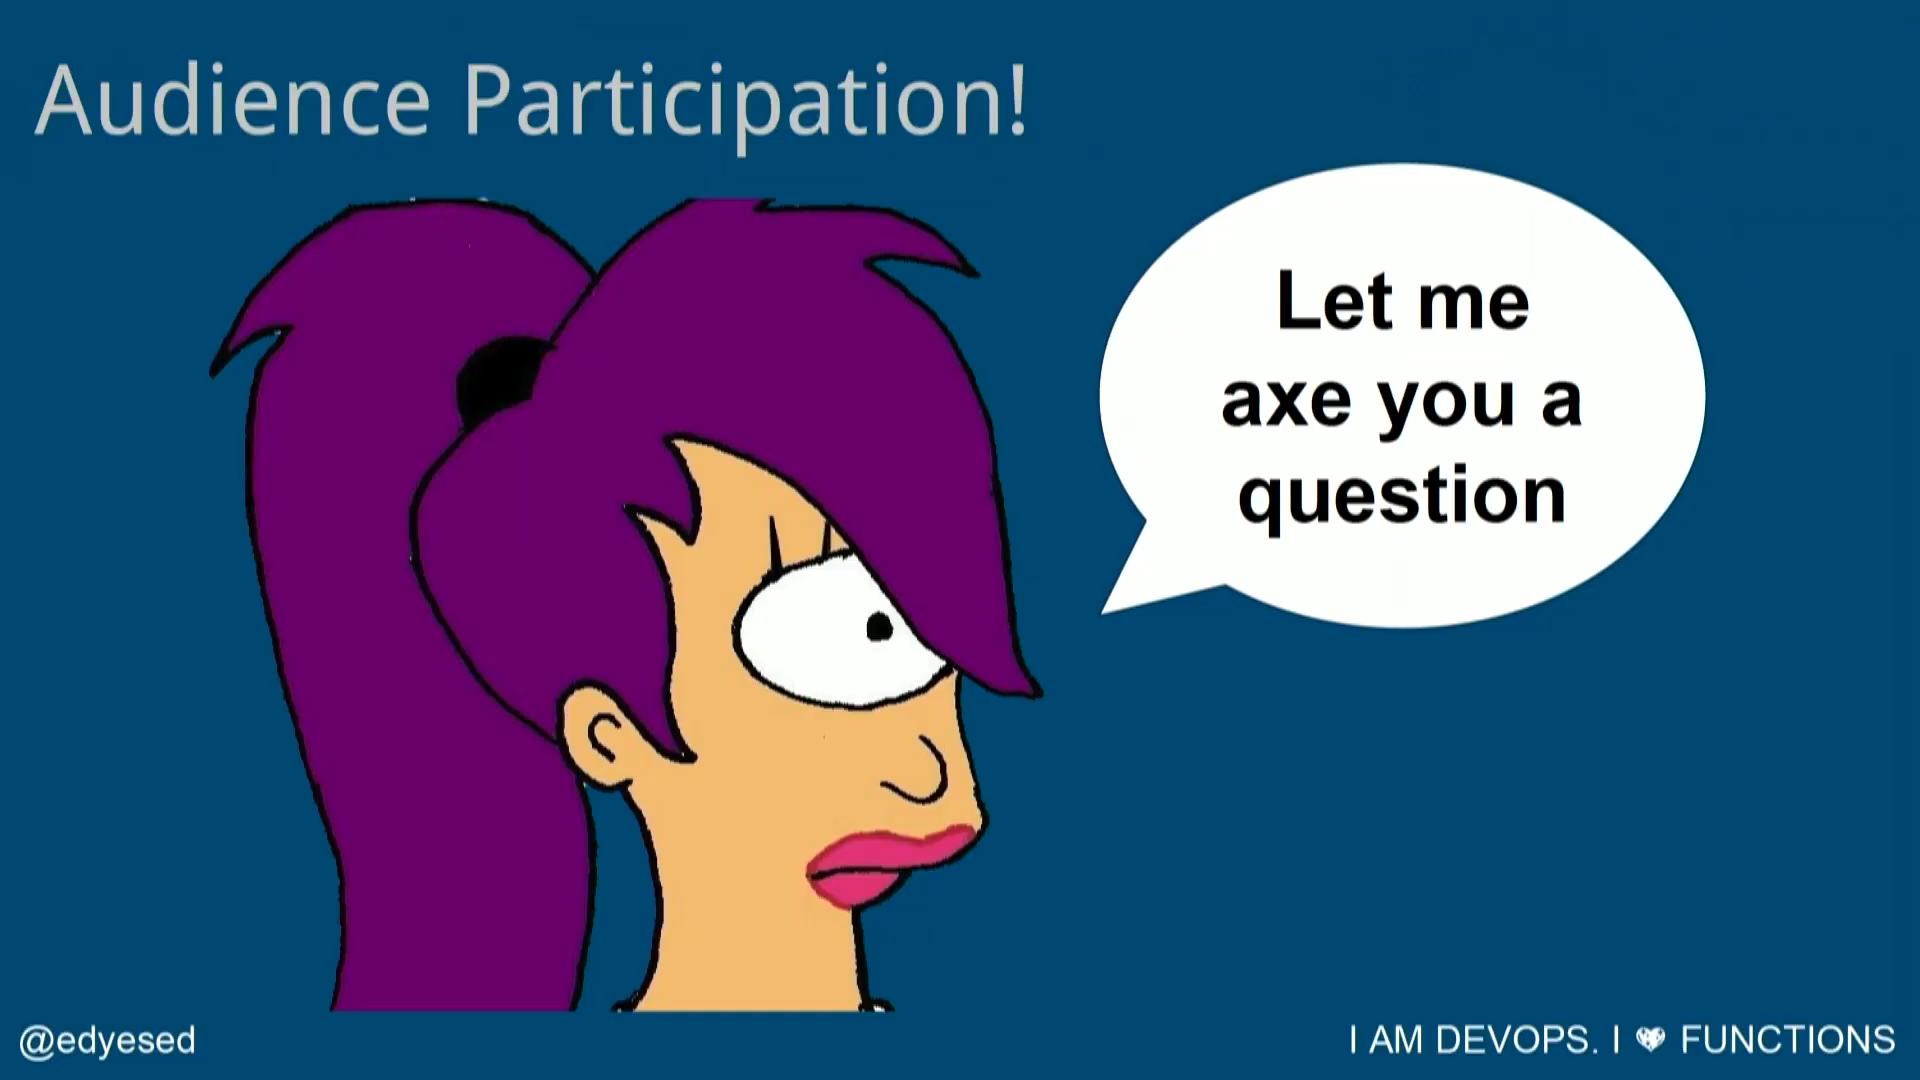 Audience Participation!
Let me
axe you a
question
@edyesed
I AM DEVOPS. I 💖 FUNCTIONS